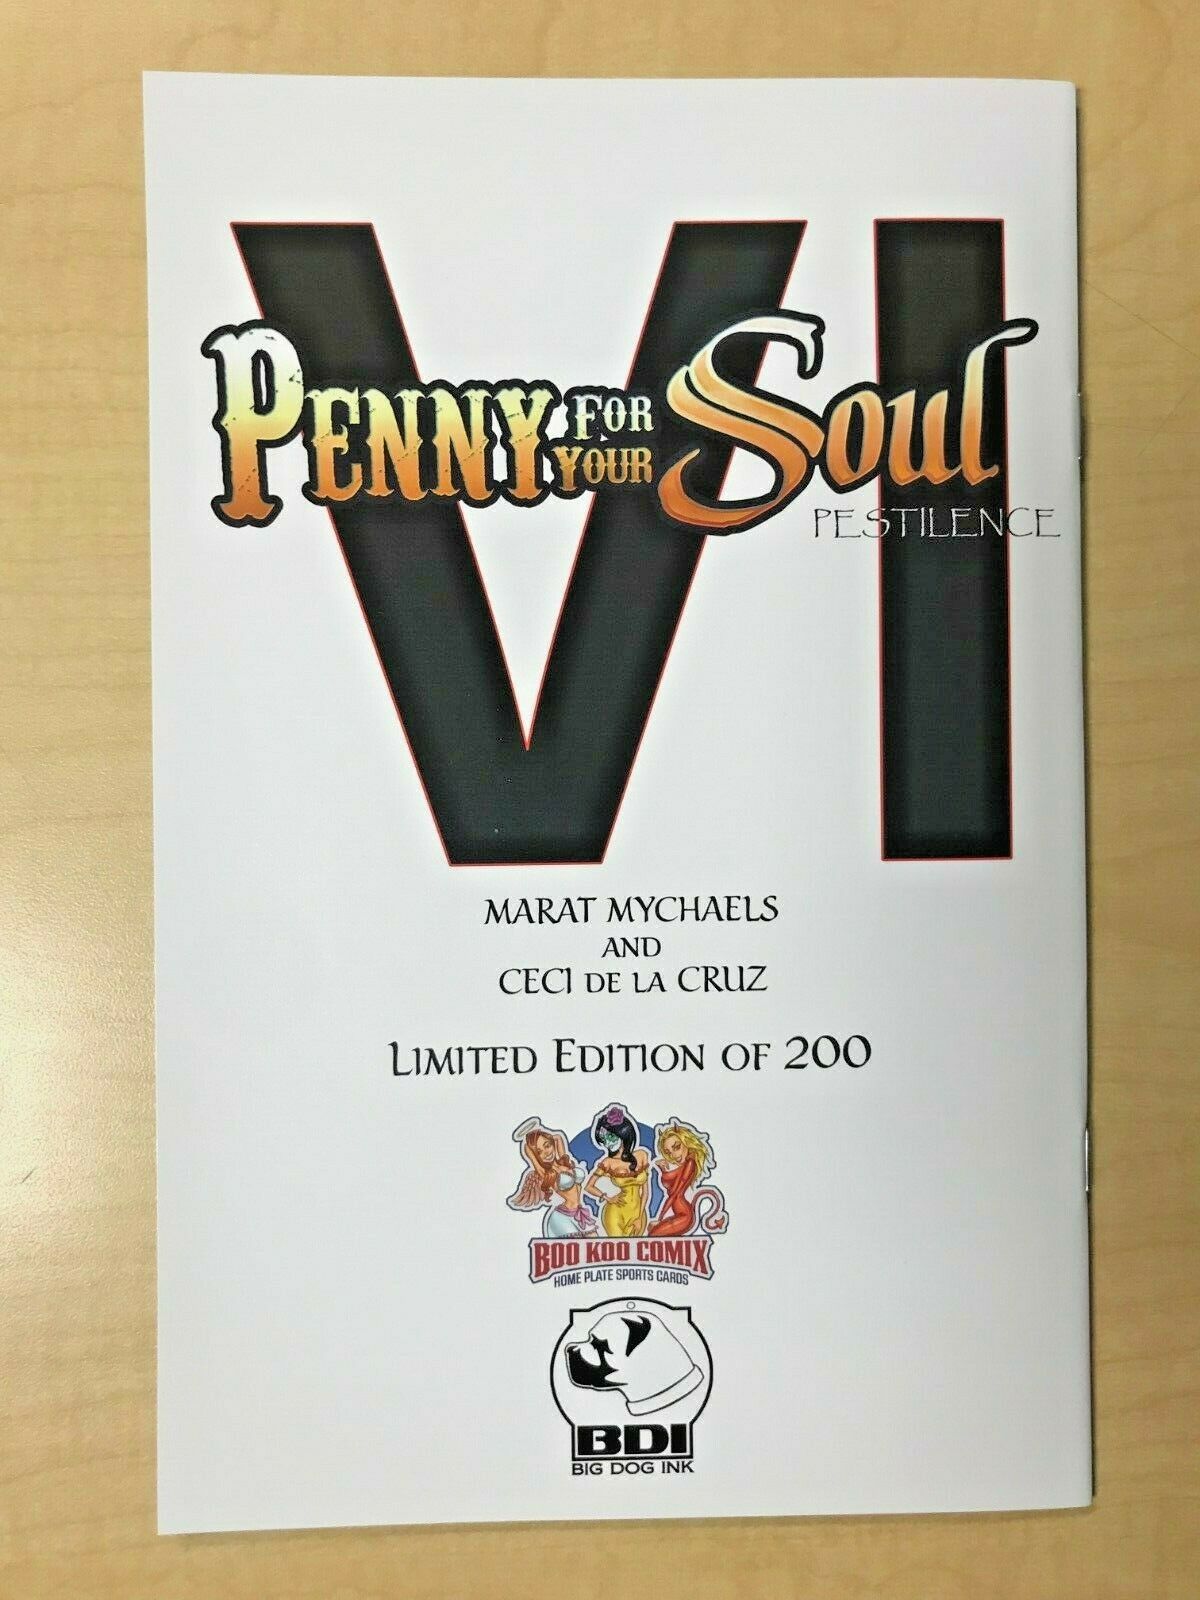 VI
PENNY FOR YOUR SOUL
PESTILENCE
MARAT MYCHAELS
AND
CECI DE LA CRUZ
LIMITED EDITION OF 200
BOO KOO COMIX
HOME PLATE SPORTS CARDS
BDI
BIG DOG INK